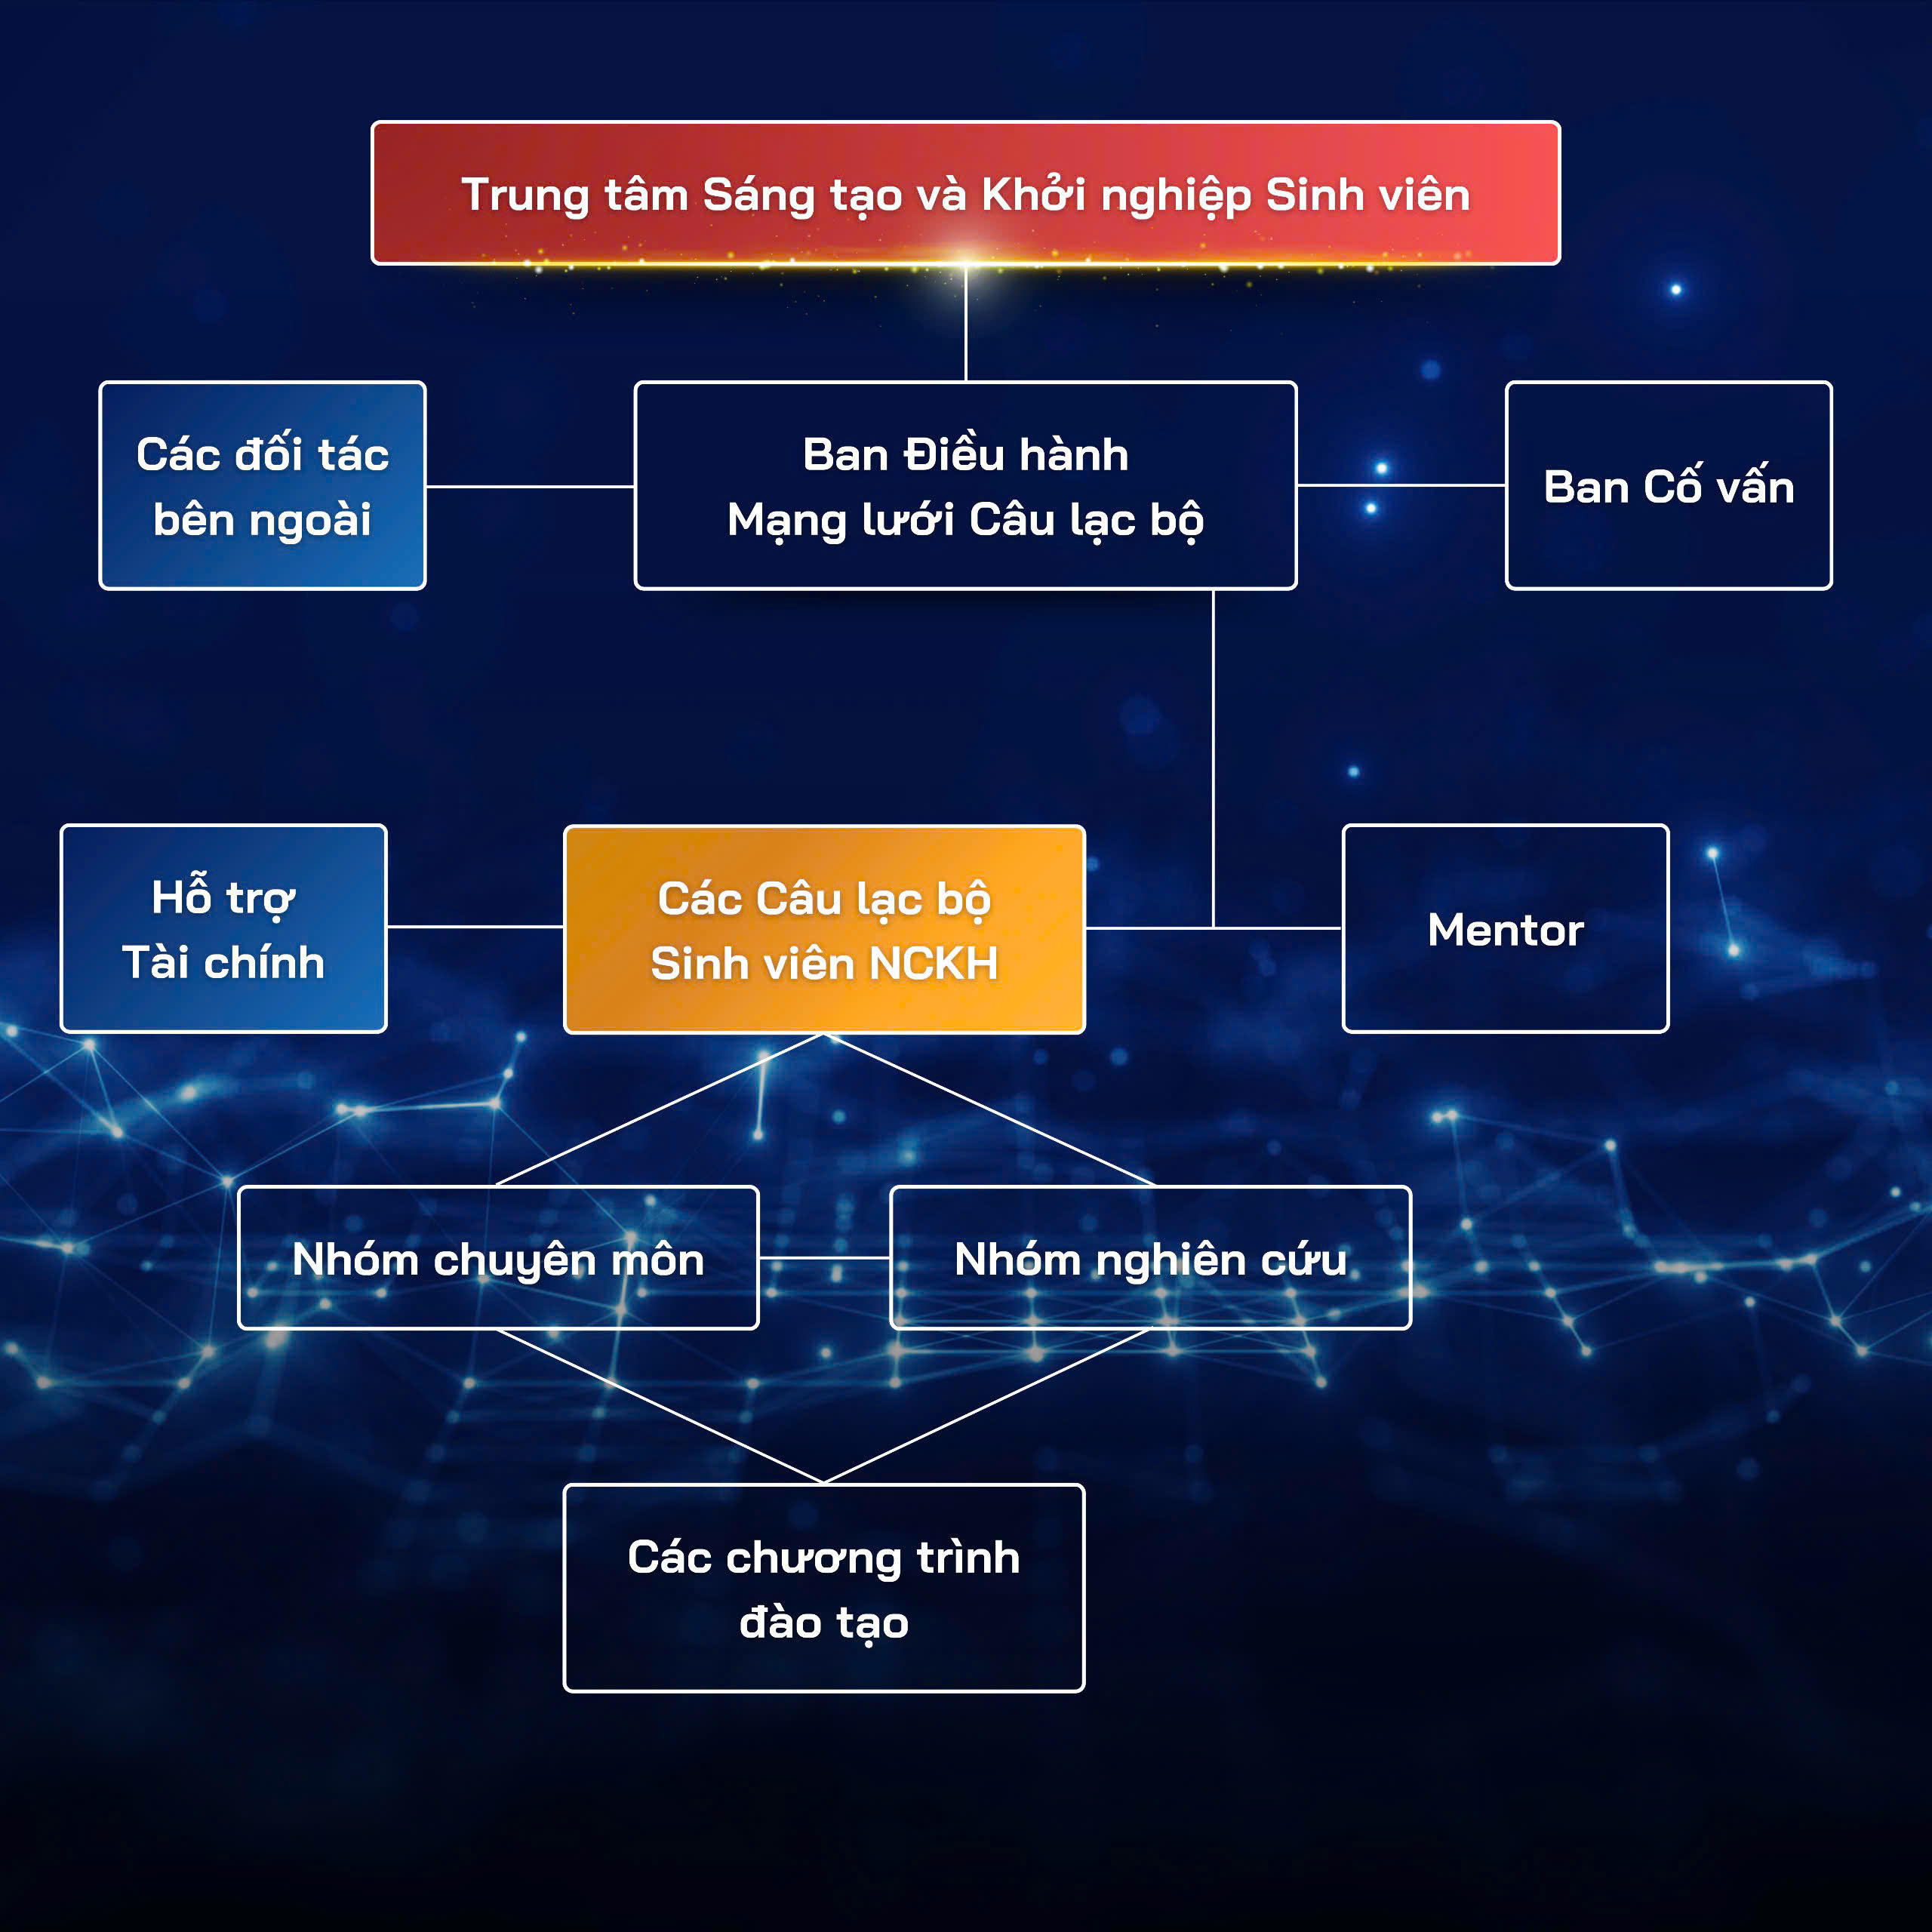 Trung tâm Sáng tạo và Khởi nghiệp Sinh viên
Các đối tác
bên ngoài
Ban Điều hành
Mạng lưới Câu lạc bộ
Ban Cố vấn
Hỗ trợ
Tài chính
Các Câu lạc bộ
Sinh viên NCKH
Mentor
Nhóm chuyên môn
Nhóm nghiên cứu
Các chương trình
đào tạo